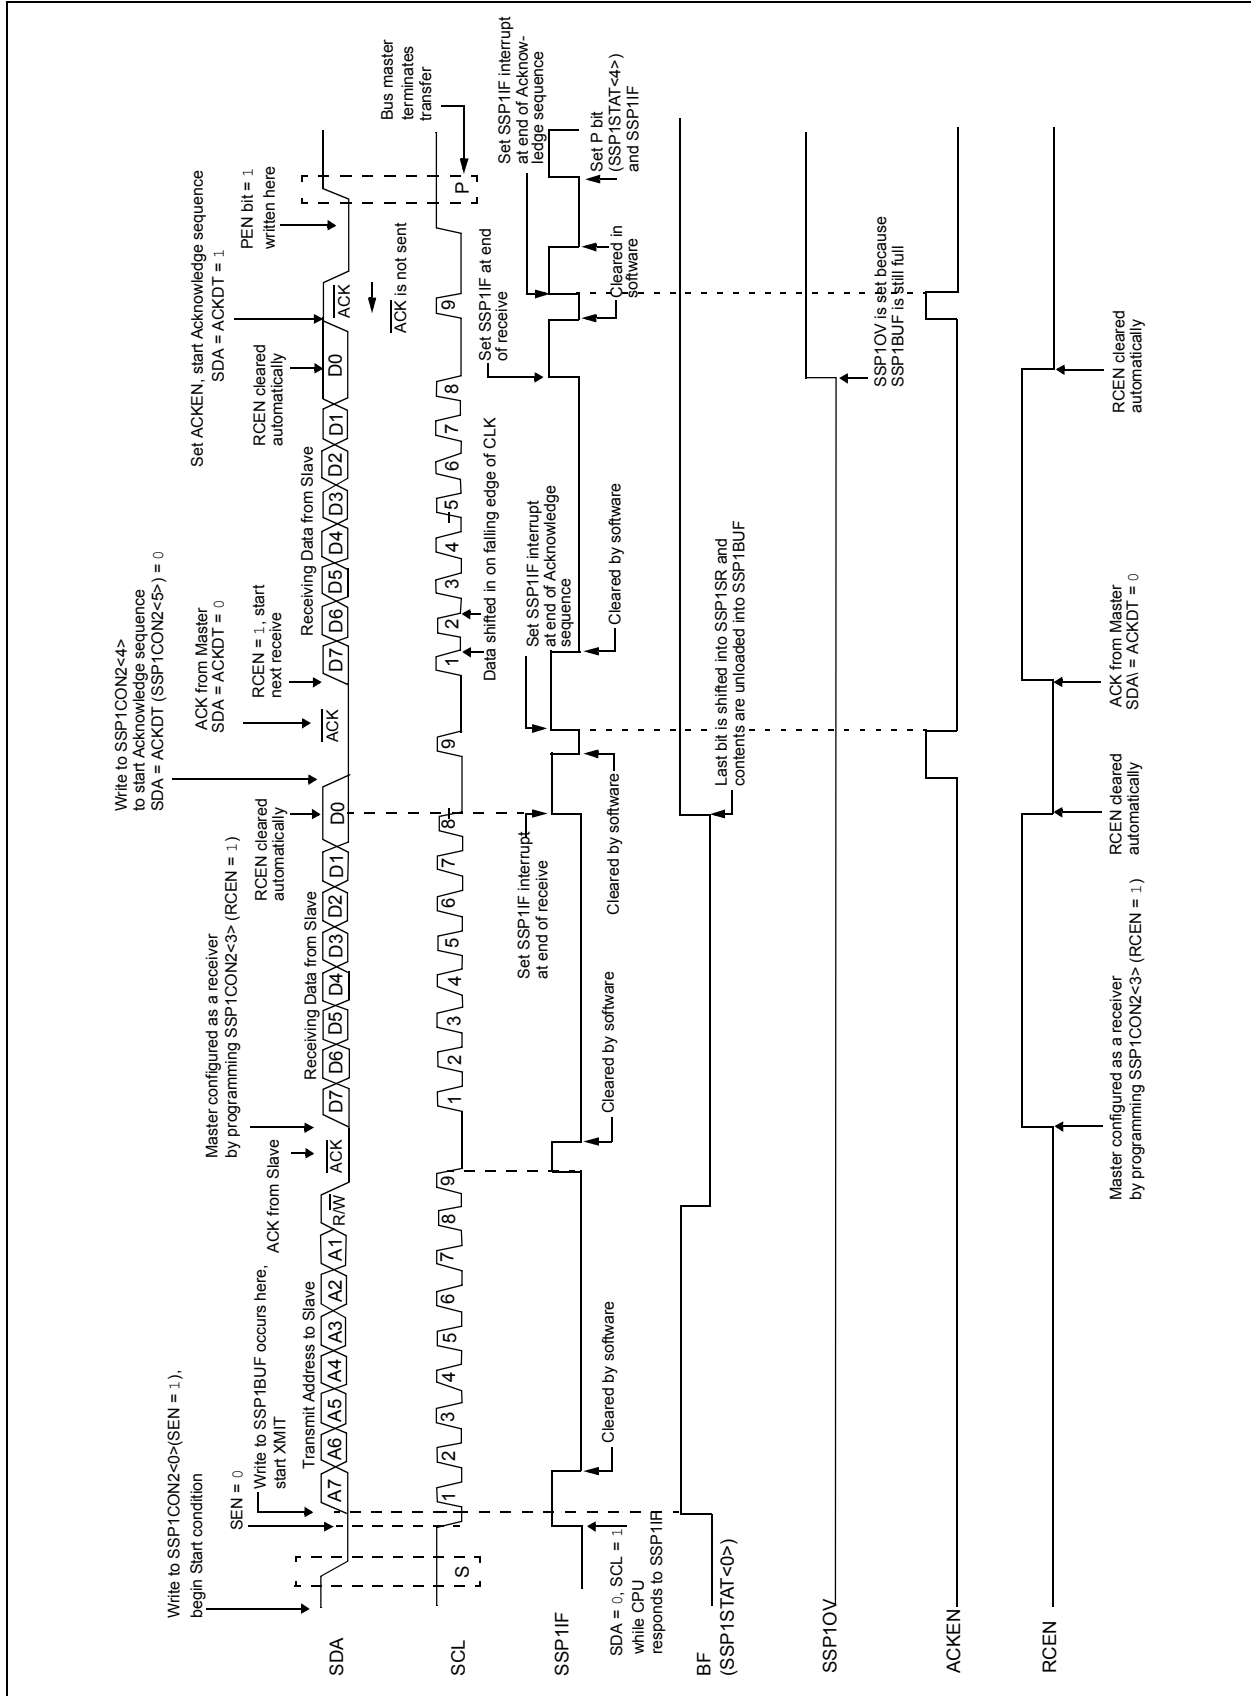 Write to SSP1CON2<0>(SEN = 1),
begin Start condition
SEN = 0
Write to SSP1BUF occurs here,
start XMIT
ACK from Slave
Master configured as a receiver
by programming SSP1CON2<3> (RCEN = 1)
RCEN cleared
automatically
Write to SSP1CON2<4>
to start Acknowledge sequence
SDA = ACKDT (SSP1CON2<5>) = 0
ACK from Master
SDA = ACKDT = 0
RCEN = 1, start
next receive
RCEN cleared
automatically
Set ACKEN, start Acknowledge sequence
SDA = ACKDT = 1
PEN bit = 1
written here
Transmit Address to Slave
Receiving Data from Slave
Receiving Data from Slave
SDA
A7 A6 A5 A4 A3 A2 A1 R/W ACK D7 D6 D5 D4 D3 D2 D1 D0 ACK D7 D6 D5 D4 D3 D2 D1 D0 ACK
ACK is not sent
Bus master
terminates
transfer
SCL
S 1 2 3 4 5 6 7 8 9 1 2 3 4 5 6 7 8 9 1 2 3 4 5 6 7 8 9 P
Data shifted in on falling edge of CLK
Set SSP1IF interrupt
at end of receive
Set SSP1IF interrupt
at end of Acknowledge
sequence
Set SSP1IF at end
of receive
Set SSP1IF interrupt
at end of Acknow-
ledge sequence
SSP1IF
SDA = 0, SCL = 1
while CPU
responds to SSP1IF
Cleared by software
Cleared by software
Cleared by software
Cleared by software
Cleared in
software
Set P bit
(SSP1STAT<4>)
and SSP1IF
BF
(SSP1STAT<0>)
Last bit is shifted into SSP1SR and
contents are unloaded into SSP1BUF
SSP1OV
SSP1OV is set because
SSP1BUF is still full
ACKEN
RCEN
Master configured as a receiver
by programming SSP1CON2<3> (RCEN = 1)
RCEN cleared
automatically
ACK from Master
SDA\ = ACKDT = 0
RCEN cleared
automatically